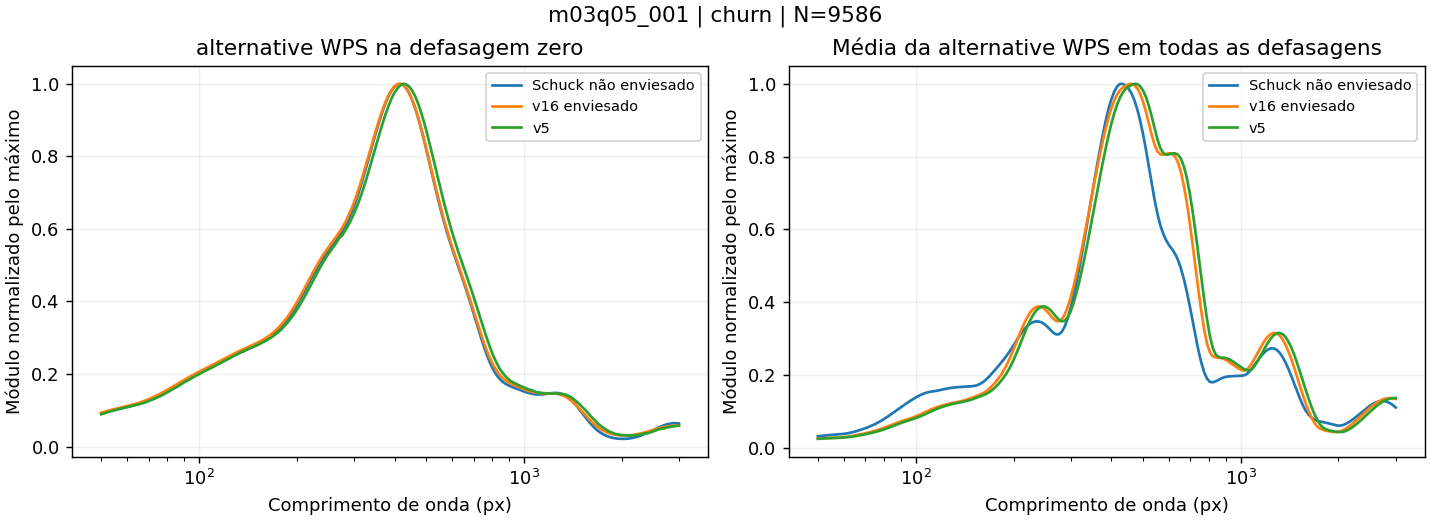 m03q05_001 | churn | N=9586
alternative WPS na defasagem zero
Módulo normalizado pelo máximo
1.0
0.8
0.6
0.4
0.2
0.0
Schuck não enviesado
v16 enviesado
v5
10²
10³
Comprimento de onda (px)
Média da alternative WPS em todas as defasagens
Módulo normalizado pelo máximo
1.0
0.8
0.6
0.4
0.2
0.0
Schuck não enviesado
v16 enviesado
v5
10²
10³
Comprimento de onda (px)